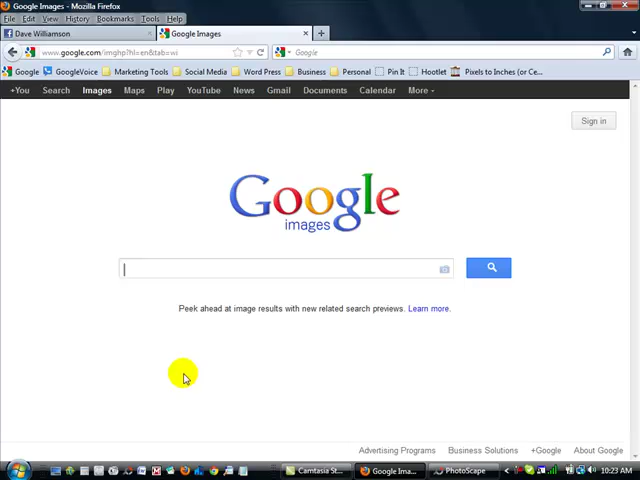 Google Images - Mozilla Firefox
File Edit View History Bookmarks Tools Help
Dave Williamson × Google Images × +
www.google.com/imghp?hl=en&tab=wi Google
Google GoogleVoice Marketing Tools Social Media Word Press Business Personal Pin It Hootlet Pixels to Inches (or Centi...
+You Search Images Maps Play YouTube News Gmail Documents Calendar More
Sign in
Google
images
Peek ahead at image results with new related search previews. Learn more.
Advertising Programs Business Solutions +Google About Google
Camtasia St... Google Ima... PhotoScape 10:23 AM